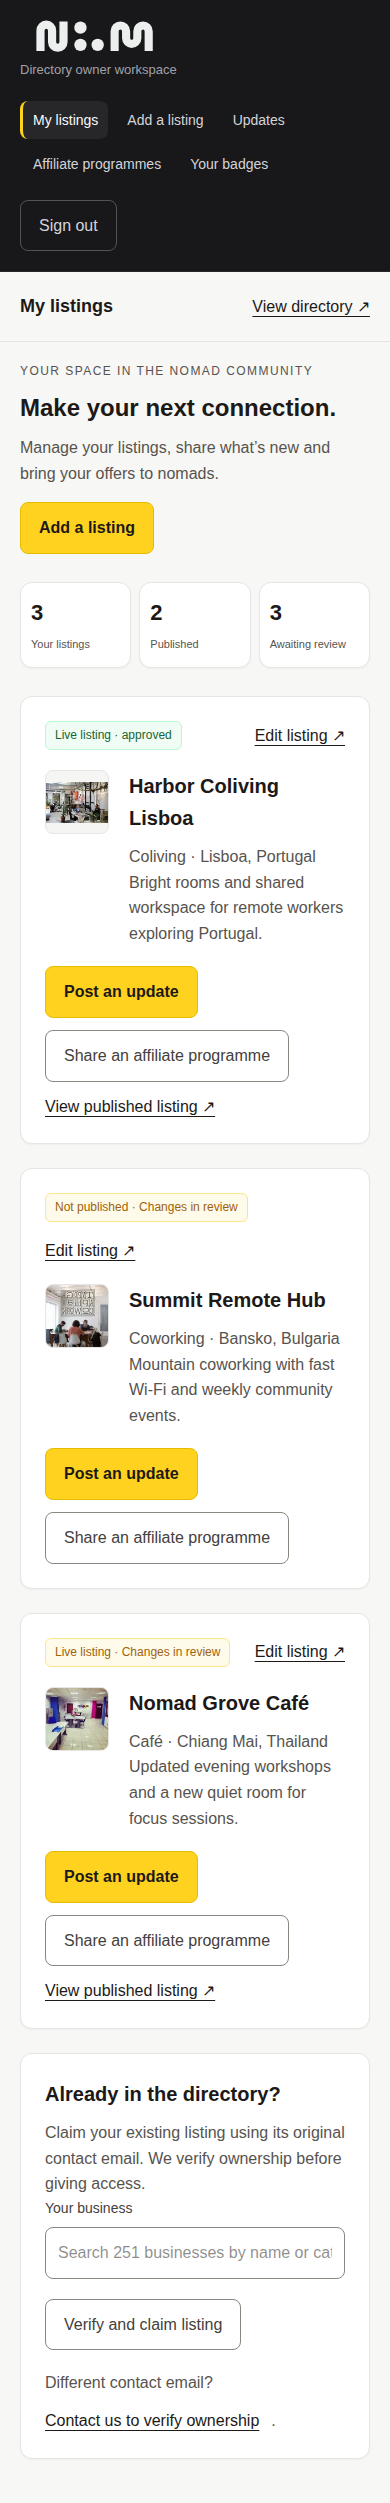 N:.M
Directory owner workspace
My listings
Add a listing
Updates
Affiliate programmes
Your badges
Sign out
My listings
View directory ↗
YOUR SPACE IN THE NOMAD COMMUNITY
Make your next connection.
Manage your listings, share what’s new and
bring your offers to nomads.
Add a listing
3
Your listings
2
Published
3
Awaiting review
Live listing · approved
Edit listing ↗
Harbor Coliving
Lisboa
Coliving · Lisboa, Portugal
Bright rooms and shared
workspace for remote workers
exploring Portugal.
Post an update
Share an affiliate programme
View published listing ↗
Not published · Changes in review
Edit listing ↗
Summit Remote Hub
Coworking · Bansko, Bulgaria
Mountain coworking with fast
Wi-Fi and weekly community
events.
Post an update
Share an affiliate programme
Live listing · Changes in review
Edit listing ↗
Nomad Grove Café
Café · Chiang Mai, Thailand
Updated evening workshops
and a new quiet room for
focus sessions.
Post an update
Share an affiliate programme
View published listing ↗
Already in the directory?
Claim your existing listing using its original
contact email. We verify ownership before
giving access.
Your business
Search 251 businesses by name or cat
Verify and claim listing
Different contact email?
Contact us to verify ownership .